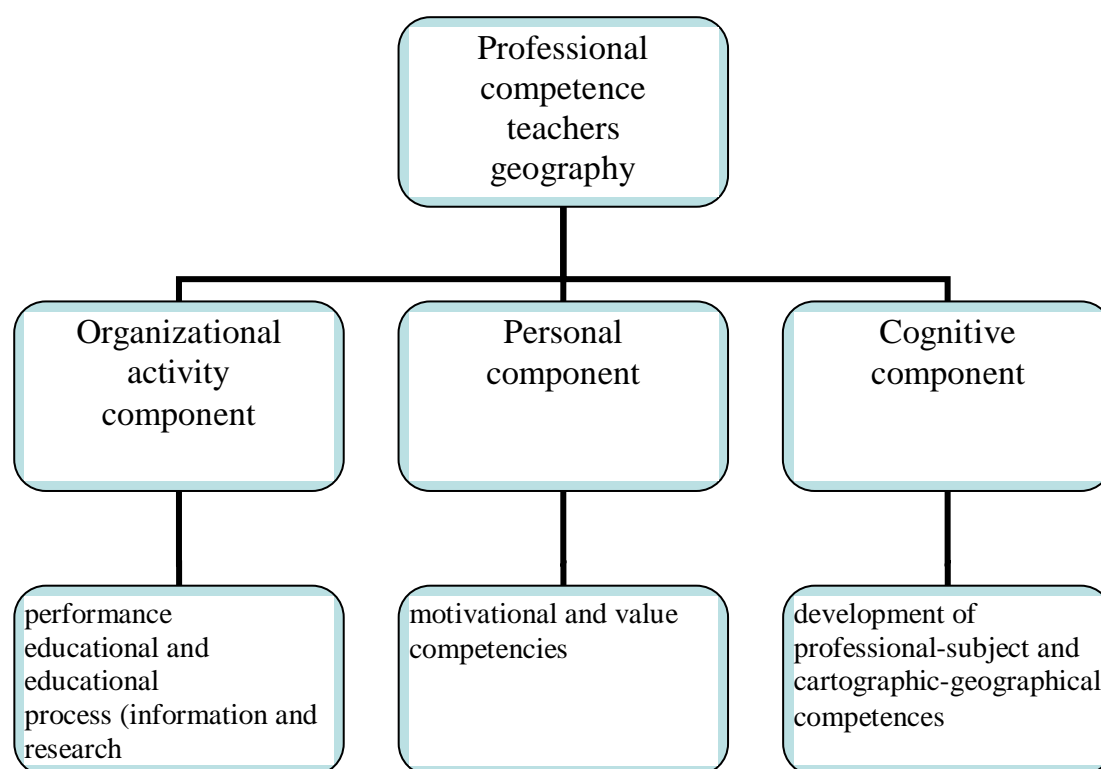 Professional
competence
teachers
geography
Organizational
activity
component
Personal
component
Cognitive
component
performance
educational and
educational
process (information and
research
motivational and value
competencies
development of
professional-subject and
cartographic-geographical
competences